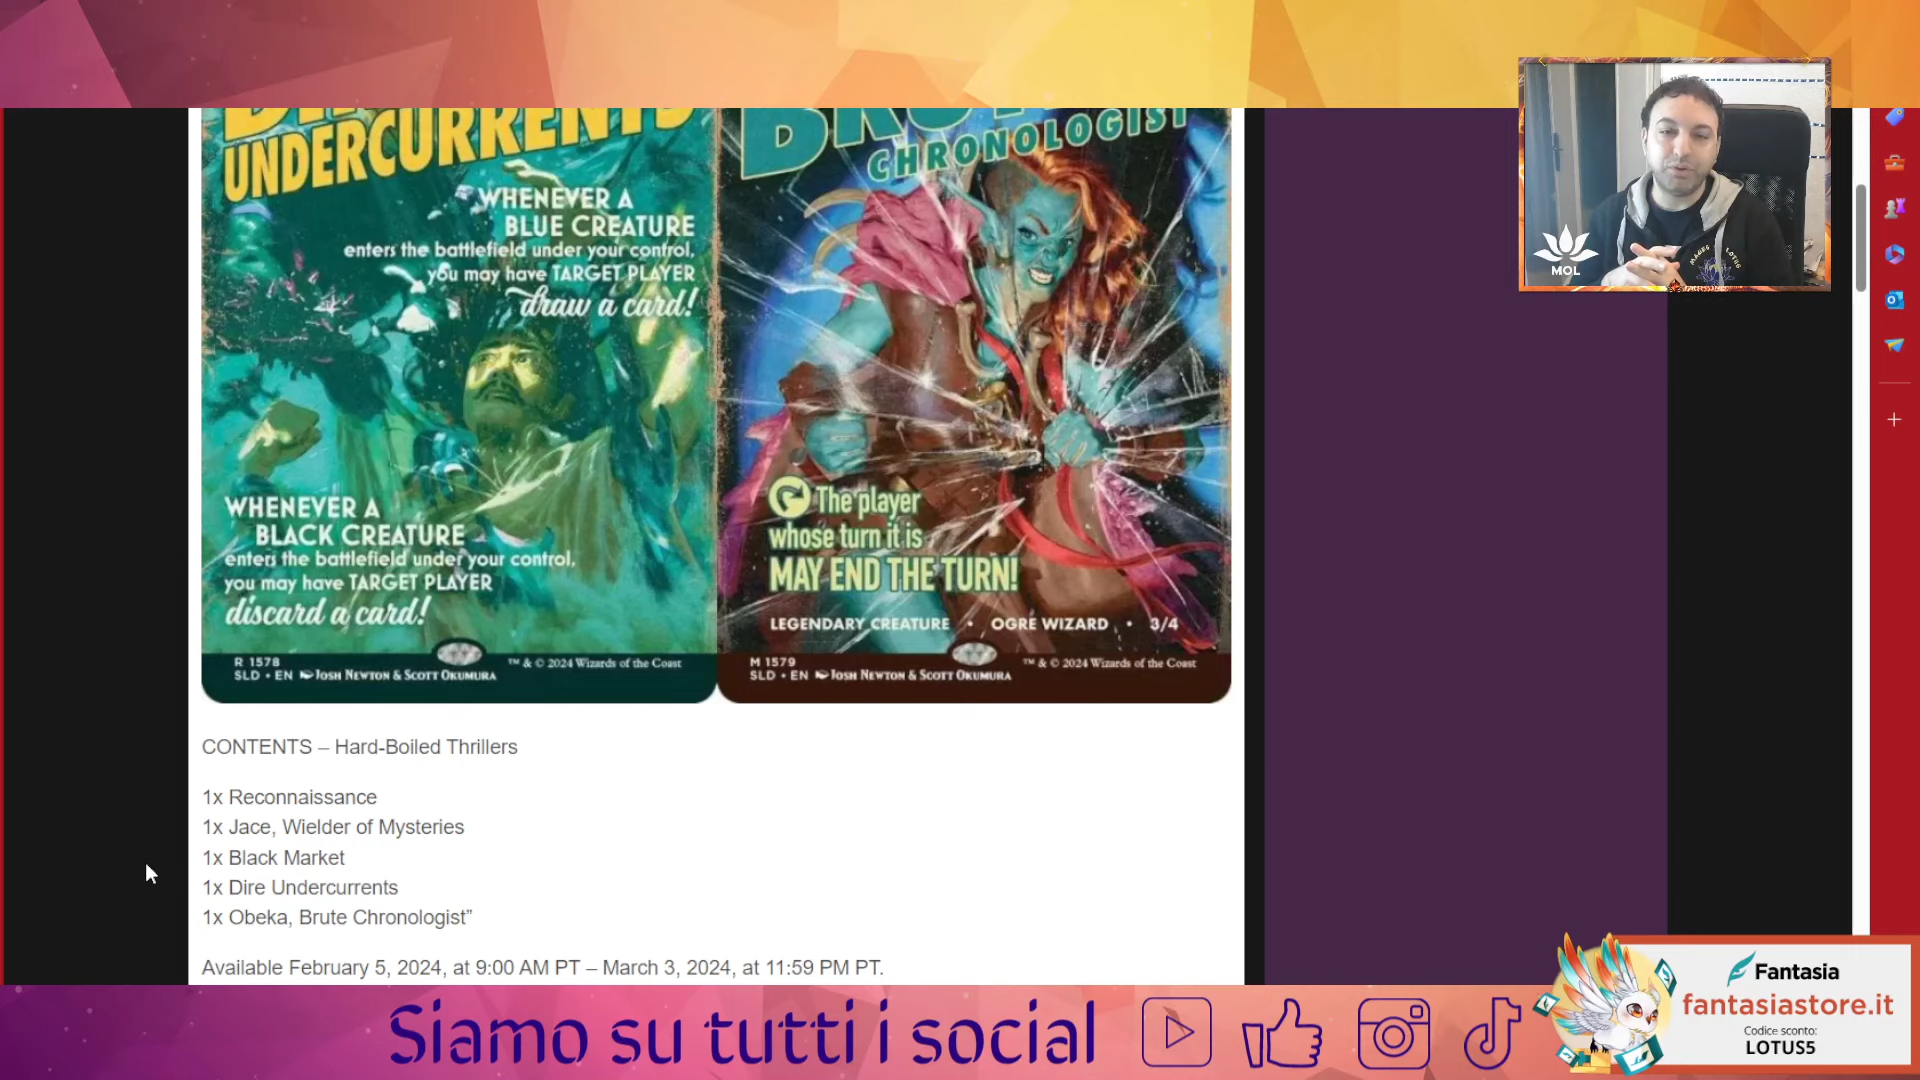 UNDERCURRENTS
WHENEVER A
BLUE CREATURE
enters the battlefield under your control,
you may have TARGET PLAYER
draw a card!
WHENEVER A
BLACK CREATURE
enters the battlefield under your control,
you may have TARGET PLAYER
discard a card!
R 1578
SLD • EN JOSH NEWTON & SCOTT OKUMURA
™ & © 2024 Wizards of the Coast
CHRONOLOGIST
The player
whose turn it is
MAY END THE TURN!
LEGENDARY CREATURE • OGRE WIZARD • 3/4
M 1579
SLD • EN JOSH NEWTON & SCOTT OKUMURA
™ & © 2024 Wizards of the Coast
MOL
CONTENTS – Hard-Boiled Thrillers
1x Reconnaissance
1x Jace, Wielder of Mysteries
1x Black Market
1x Dire Undercurrents
1x Obeka, Brute Chronologist”
Available February 5, 2024, at 9:00 AM PT – March 3, 2024, at 11:59 PM PT.
Siamo su tutti i social
Fantasia
fantasiastore.it
Codice sconto:
LOTUS5